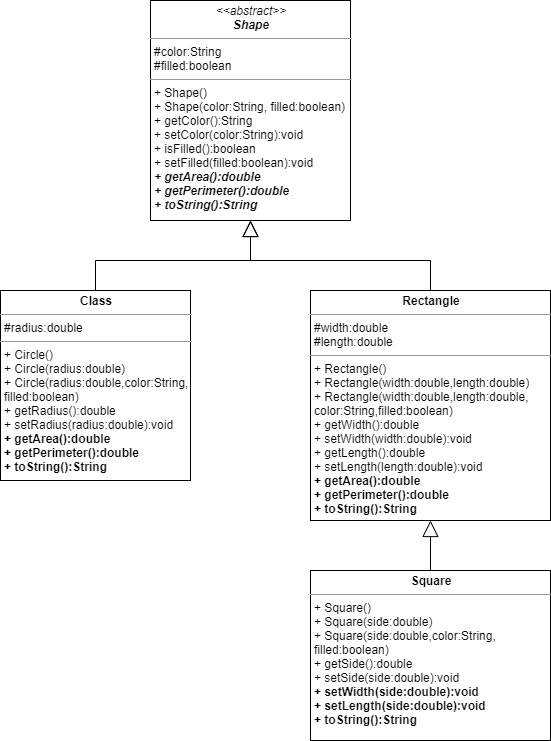 <<abstract>>
Shape
#color:String
#filled:boolean
+ Shape()
+ Shape(color:String, filled:boolean)
+ getColor():String
+ setColor(color:String):void
+ isFilled():boolean
+ setFilled(filled:boolean):void
+ getArea():double
+ getPerimeter():double
+ toString():String
Class
#radius:double
+ Circle()
+ Circle(radius:double)
+ Circle(radius:double,color:String,
filled:boolean)
+ getRadius():double
+ setRadius(radius:double):void
+ getArea():double
+ getPerimeter():double
+ toString():String
Rectangle
#width:double
#length:double
+ Rectangle()
+ Rectangle(width:double,length:double)
+ Rectangle(width:double,length:double,
color:String,filled:boolean)
+ getWidth():double
+ setWidth(width:double):void
+ getLength():double
+ setLength(length:double):void
+ getArea():double
+ getPerimeter():double
+ toString():String
Square
+ Square()
+ Square(side:double)
+ Square(side:double,color:String,
filled:boolean)
+ getSide():double
+ setSide(side:double):void
+ setWidth(side:double):void
+ setLength(side:double):void
+ toString():String